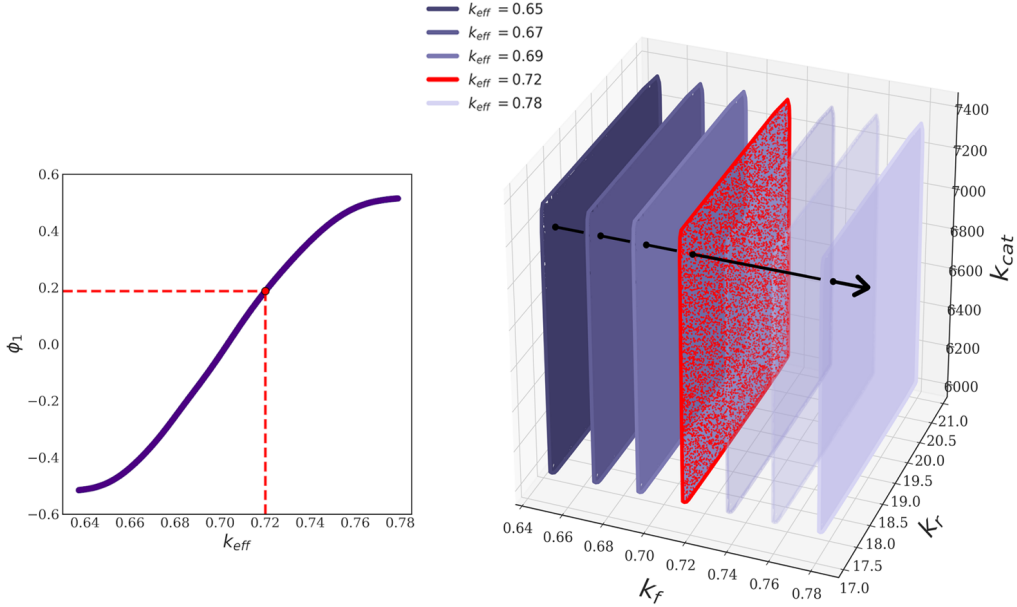 k_eff = 0.65
k_eff = 0.67
k_eff = 0.69
k_eff = 0.72
k_eff = 0.78
0.6
0.4
0.2
0.0
−0.2
−0.4
−0.6
ϕ₁
0.64 0.66 0.68 0.70 0.72 0.74 0.76 0.78
k_eff
7400
7200
7000
6800
6600
6400
6200
6000
k_cat
21.0
20.5
20.0
19.5
19.0
18.5
18.0
17.5
17.0
k_r
0.64 0.66 0.68 0.70 0.72 0.74 0.76 0.78
k_f